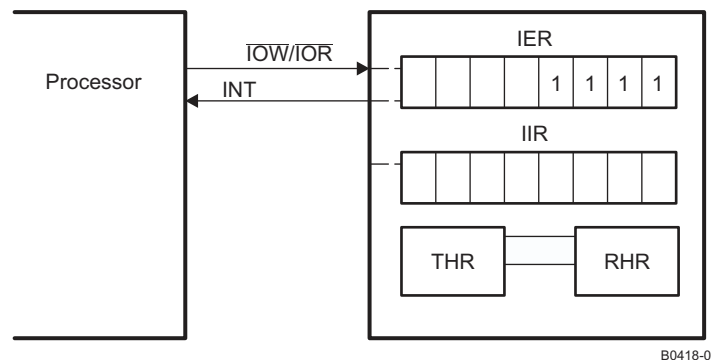 IER
IOW/IOR
Processor
1 1 1 1
INT
IIR
THR
RHR
B0418-0